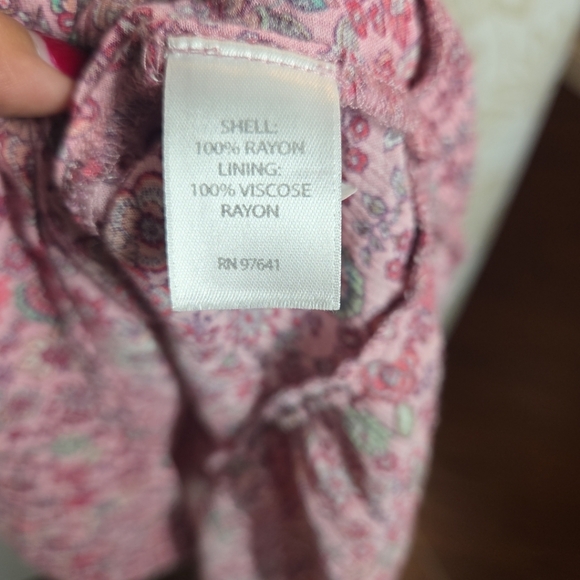 SHELL:
100% RAYON
LINING:
100% VISCOSE
RAYON
RN 97641